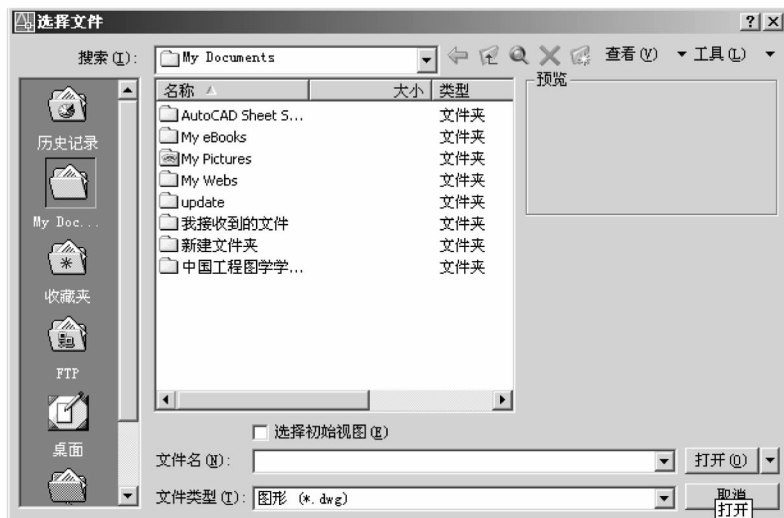 选择文件
搜索(I): My Documents 查看(V) 工具(L)
名称 大小 类型 预览
AutoCAD Sheet S... 文件夹
My eBooks 文件夹
My Pictures 文件夹
My Webs 文件夹
update 文件夹
我接收到的文件 文件夹
新建文件夹 文件夹
中国工程图学学... 文件夹
历史记录
My Doc...
收藏夹
FTP
桌面
选择初始视图(E)
文件名(N): 打开(O)
文件类型(T): 图形 (*.dwg) 取消
打开